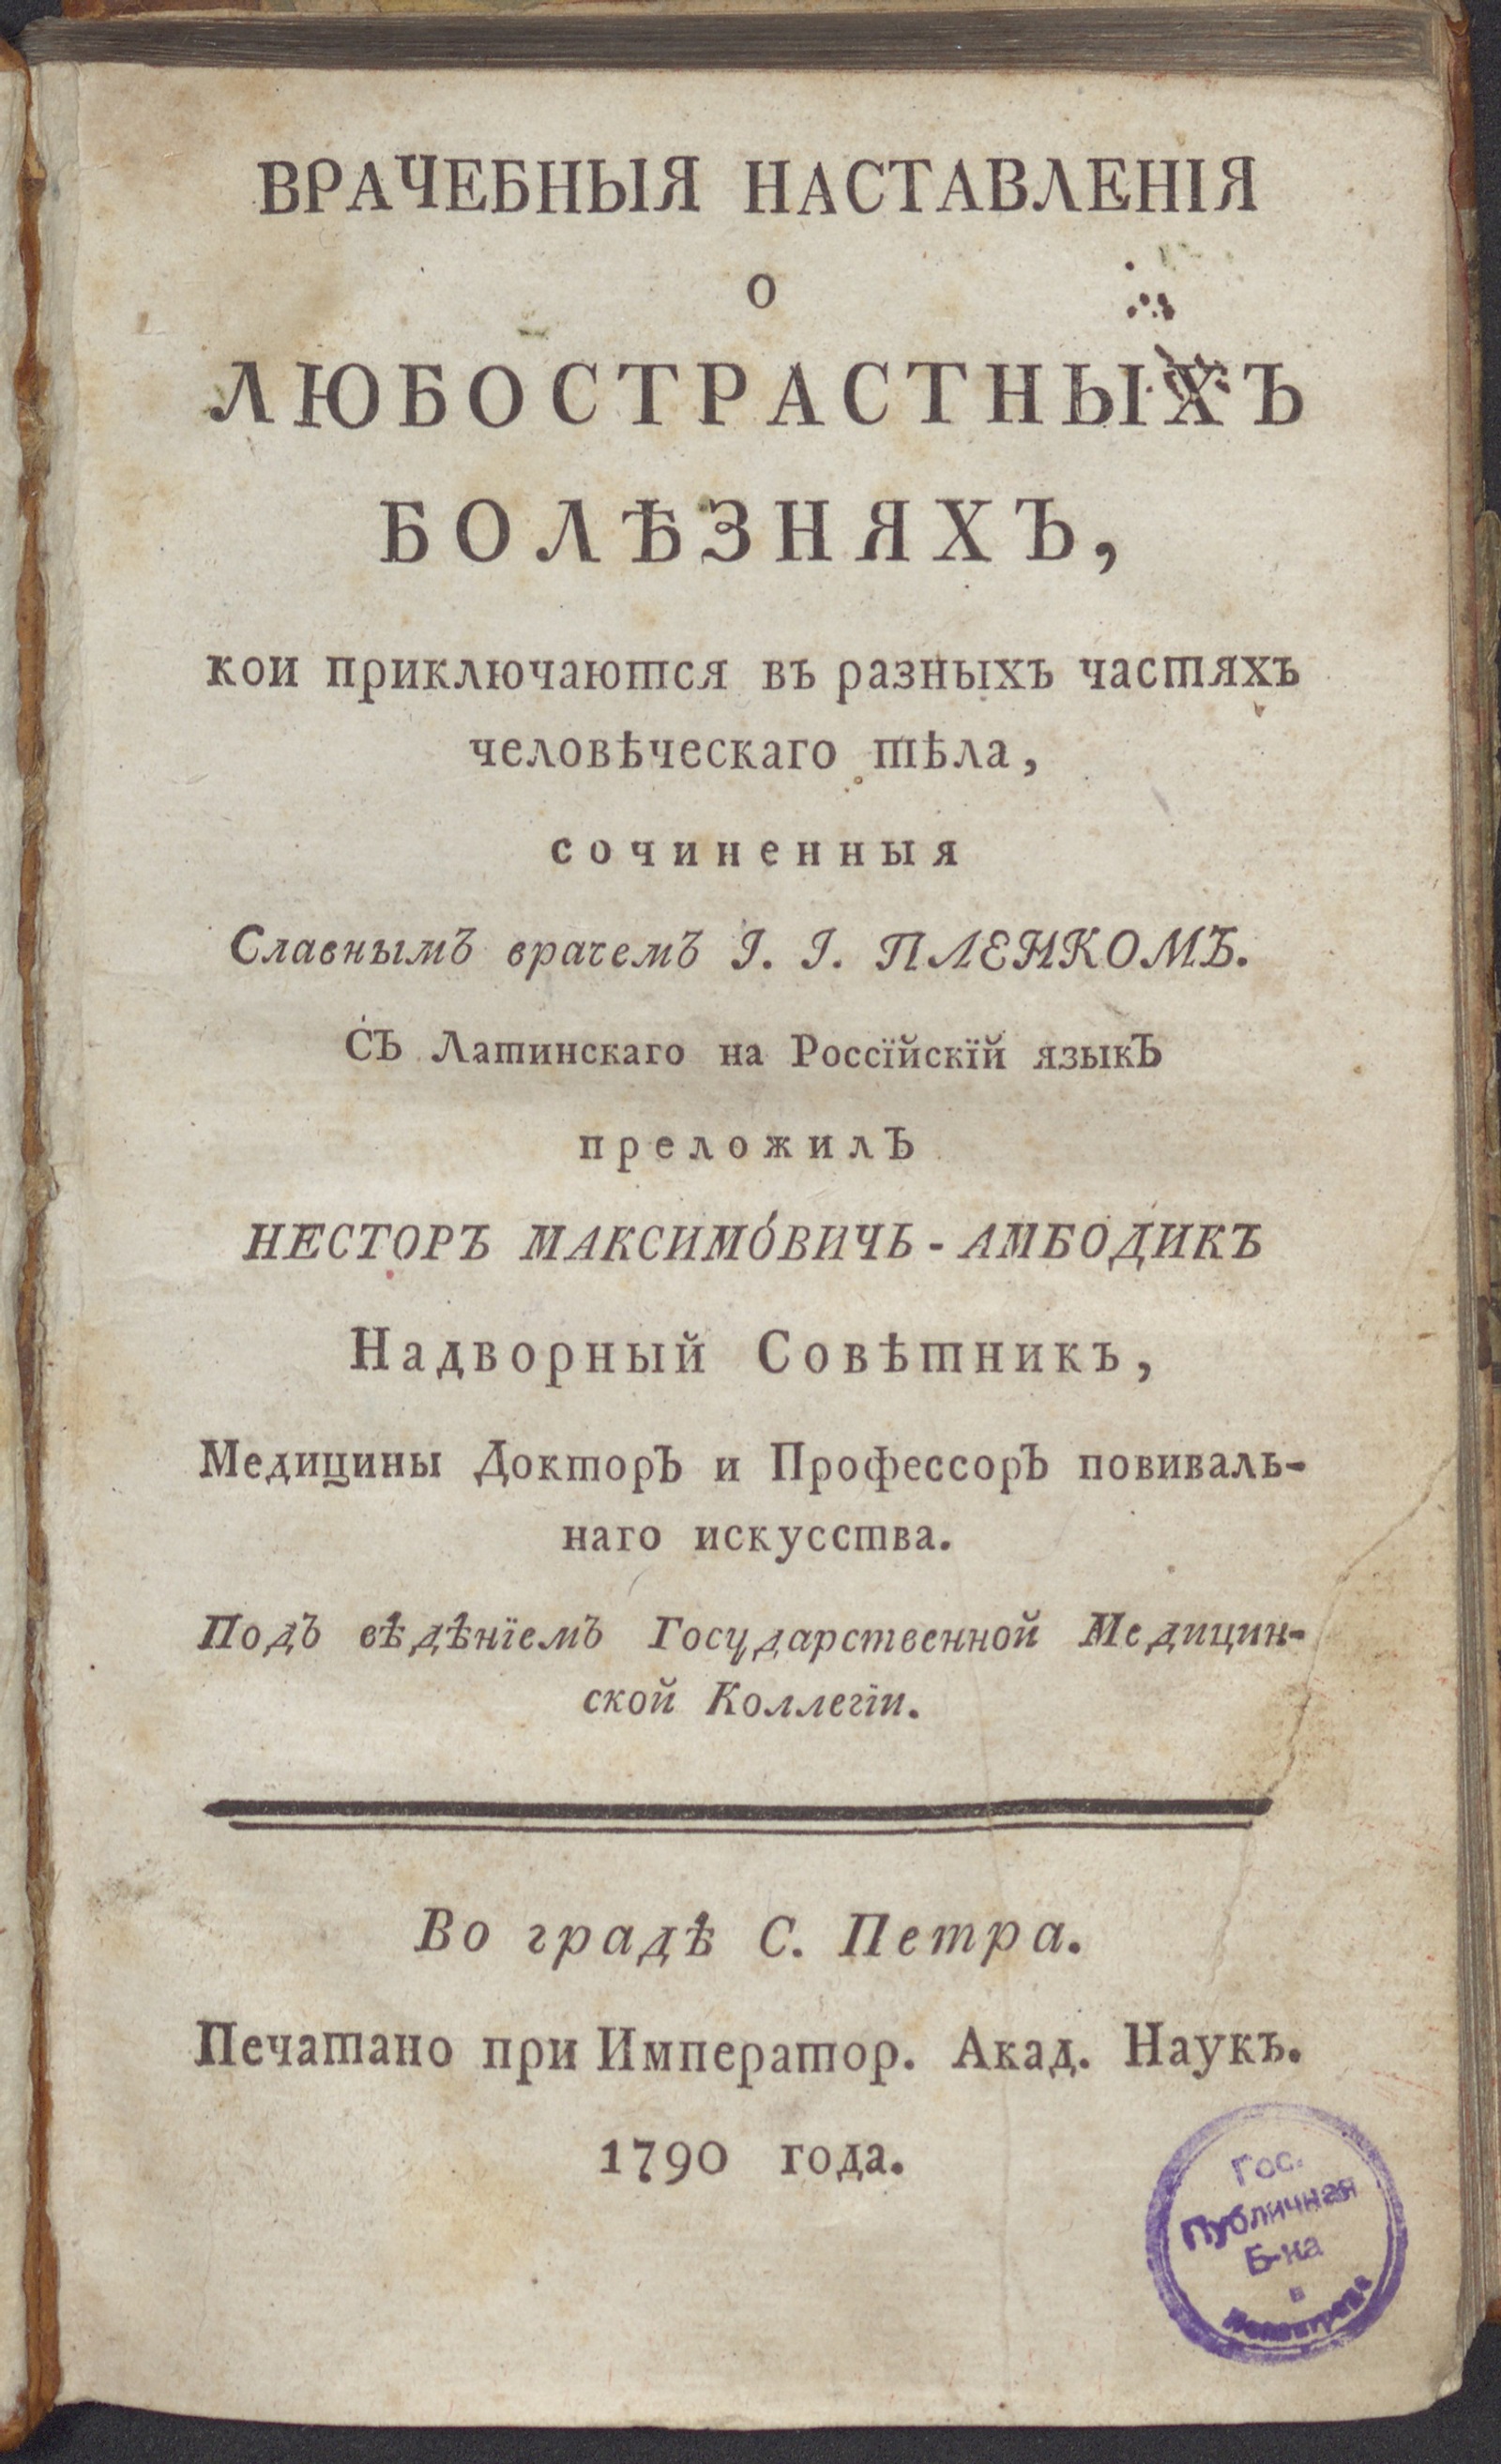 ВРАЧЕБНЫЯ НАСТАВЛЕНІЯ
о
ЛЮБОСТРАСТНЫХЪ
БОЛѢЗНЯХЪ,
кои приключаются въ разныхъ частяхъ
человѣческаго тѣла,
сочиненныя
Славнымъ врачемъ І. І. ПЛЕНКОМЪ.
СЪ Латинскаго на Россїйскїй языкЪ
преложилЪ
НЕСТОРЪ МАКСИМО́ВИЧЬ - АМБОДИКЪ
Надворный Совѣтникъ,
Медицины ДокторЪ и ПрофессорЪ повиваль-
наго искусства.
Подъ вѣдѣнїемъ Государственной Медицин-
ской Коллегїи.
Во градѣ С. Петра.
Печатано при Император. Акад. Наукъ.
1790 года.
Гос.
Публичная
Б-ка
в